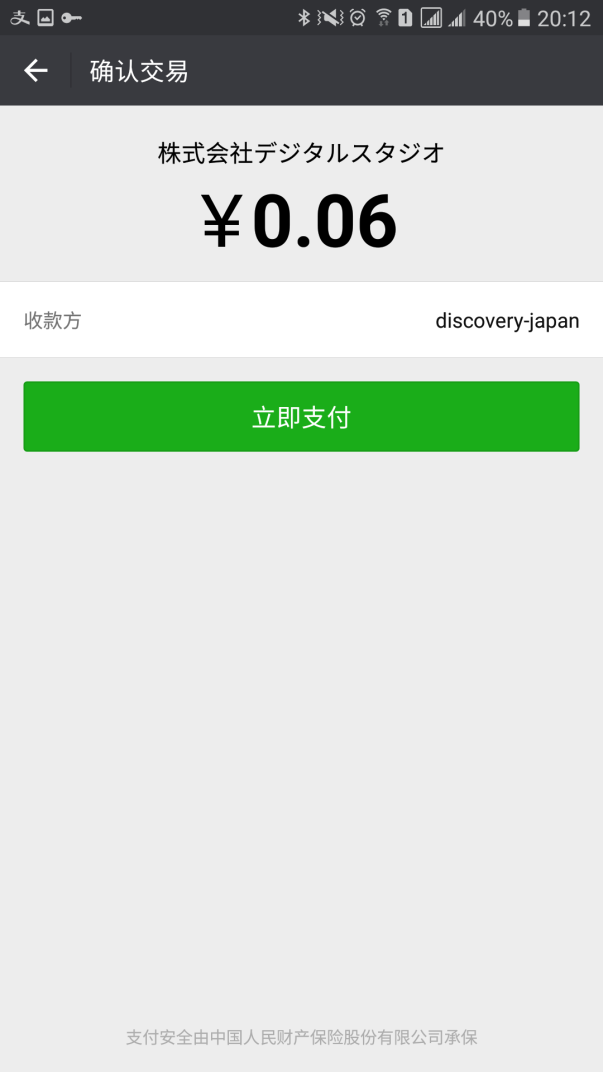 支 1 40% 20:12
确认交易
株式会社デジタルスタジオ
￥0.06
收款方 discovery-japan
立即支付
支付安全由中国人民财产保险股份有限公司承保